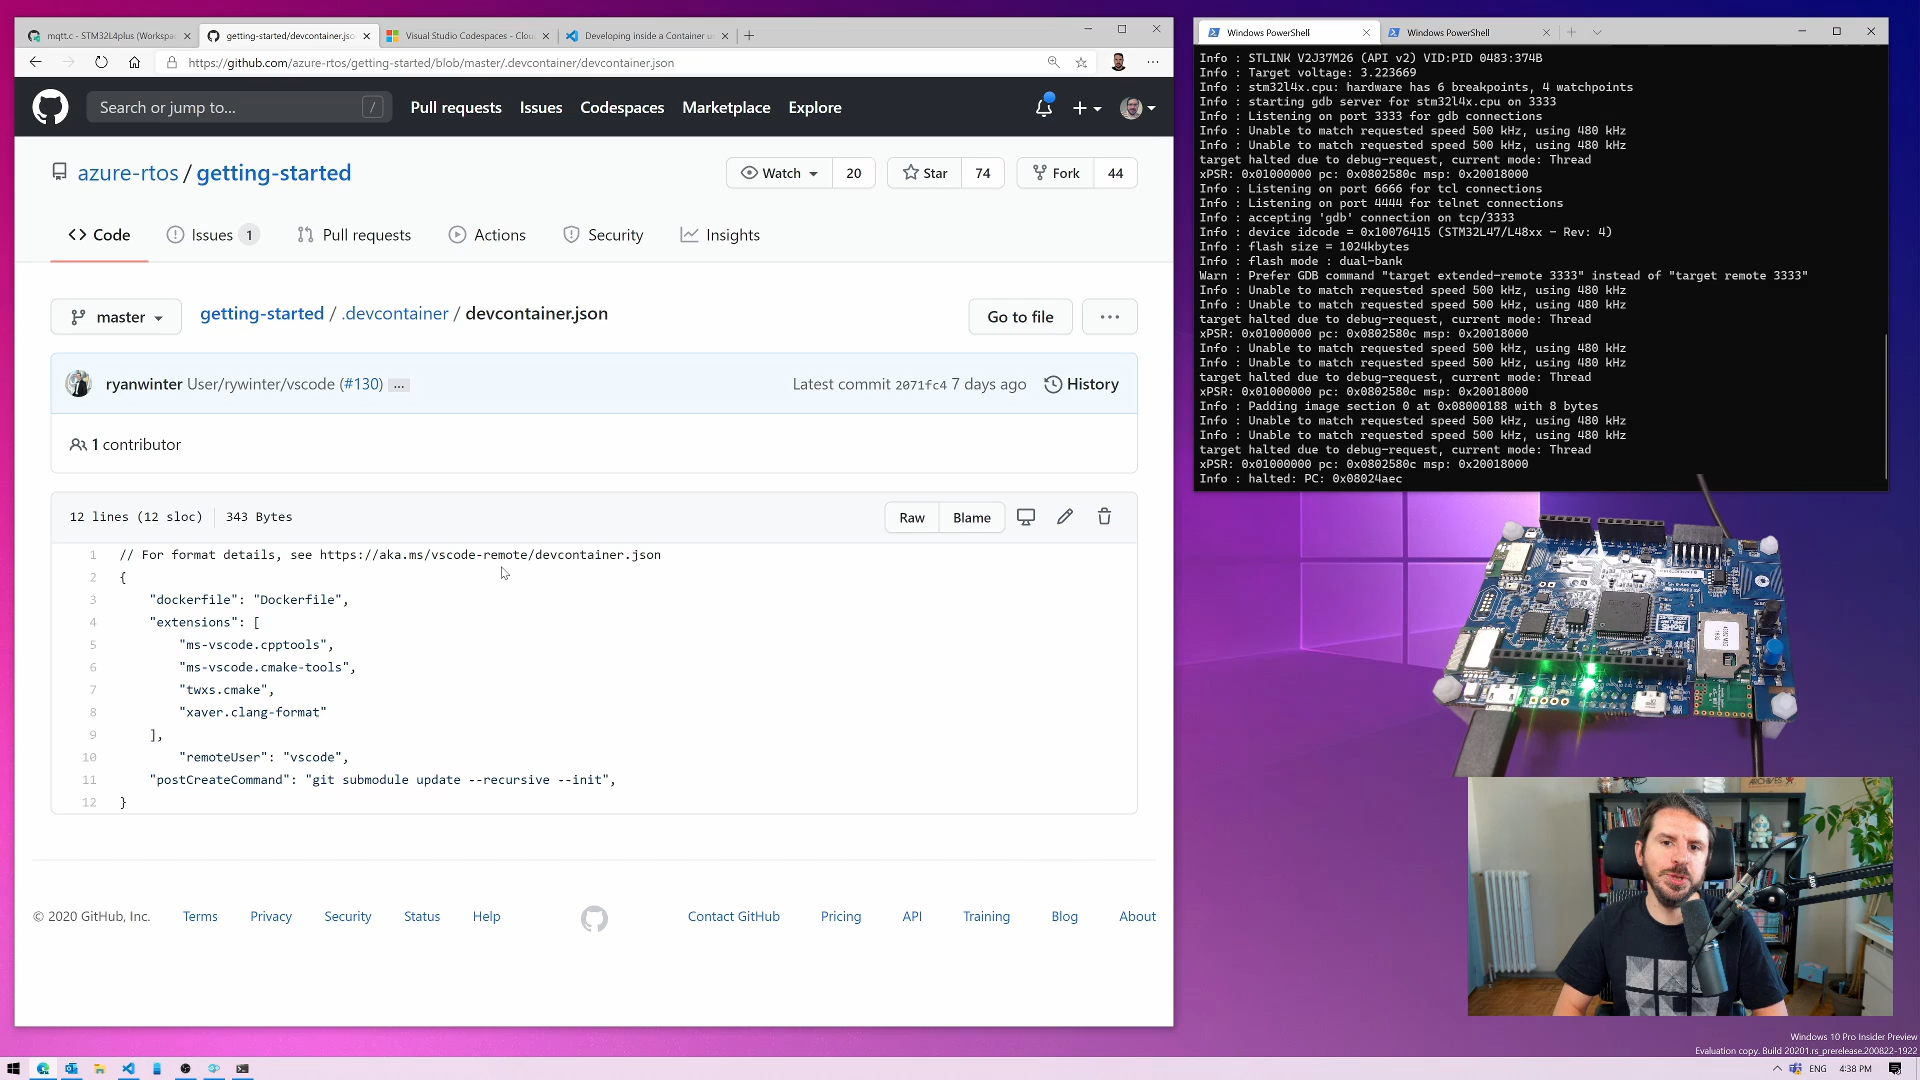 mqtt.c - STM32L4plus (Workspac
getting-started/devcontainer.jso
Visual Studio Codespaces - Clou
Developing inside a Container u
https://github.com/azure-rtos/getting-started/blob/master/.devcontainer/devcontainer.json
Search or jump to...
/
Pull requests
Issues
Codespaces
Marketplace
Explore
azure-rtos / getting-started
Watch
20
Star
74
Fork
44
Code
Issues
1
Pull requests
Actions
Security
Insights
master
getting-started / .devcontainer / devcontainer.json
Go to file
...
ryanwinter User/rywinter/vscode (#130) ...
Latest commit 2071fc4 7 days ago
History
1 contributor
12 lines (12 sloc)
343 Bytes
Raw
Blame
1 // For format details, see https://aka.ms/vscode-remote/devcontainer.json
2 {
3 "dockerfile": "Dockerfile",
4 "extensions": [
5 "ms-vscode.cpptools",
6 "ms-vscode.cmake-tools",
7 "twxs.cmake",
8 "xaver.clang-format"
9 ],
10 "remoteUser": "vscode",
11 "postCreateCommand": "git submodule update --recursive --init",
12 }
© 2020 GitHub, Inc.
Terms
Privacy
Security
Status
Help
Contact GitHub
Pricing
API
Training
Blog
About
Windows PowerShell
Windows PowerShell
Info : STLINK V2J37M26 (API v2) VID:PID 0483:374B
Info : Target voltage: 3.223669
Info : stm32l4x.cpu: hardware has 6 breakpoints, 4 watchpoints
Info : starting gdb server for stm32l4x.cpu on 3333
Info : Listening on port 3333 for gdb connections
Info : Unable to match requested speed 500 kHz, using 480 kHz
Info : Unable to match requested speed 500 kHz, using 480 kHz
target halted due to debug-request, current mode: Thread
xPSR: 0x01000000 pc: 0x0802580c msp: 0x20018000
Info : Listening on port 6666 for tcl connections
Info : Listening on port 4444 for telnet connections
Info : accepting 'gdb' connection on tcp/3333
Info : device idcode = 0x10076415 (STM32L47/L48xx - Rev: 4)
Info : flash size = 1024kbytes
Info : flash mode : dual-bank
Warn : Prefer GDB command "target extended-remote 3333" instead of "target remote 3333"
Info : Unable to match requested speed 500 kHz, using 480 kHz
Info : Unable to match requested speed 500 kHz, using 480 kHz
target halted due to debug-request, current mode: Thread
xPSR: 0x01000000 pc: 0x0802580c msp: 0x20018000
Info : Unable to match requested speed 500 kHz, using 480 kHz
Info : Unable to match requested speed 500 kHz, using 480 kHz
target halted due to debug-request, current mode: Thread
xPSR: 0x01000000 pc: 0x0802580c msp: 0x20018000
Info : Padding image section 0 at 0x08000188 with 8 bytes
Info : Unable to match requested speed 500 kHz, using 480 kHz
Info : Unable to match requested speed 500 kHz, using 480 kHz
target halted due to debug-request, current mode: Thread
xPSR: 0x01000000 pc: 0x0802580c msp: 0x20018000
Info : halted: PC: 0x08024aec
RoHS
ARCHIVES
Windows 10 Pro Insider Preview
Evaluation copy. Build 20201.rs_prerelease.200822-1922
ENG
4:38 PM